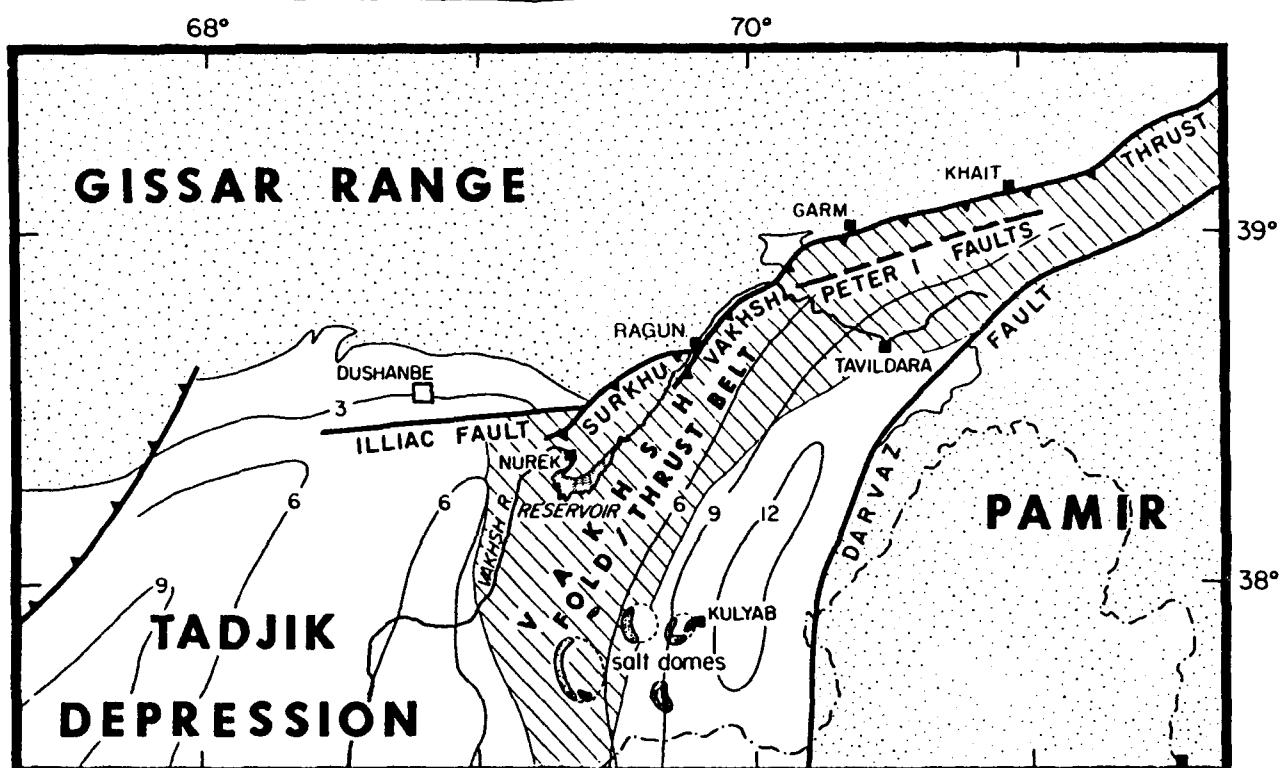 68°
70°
GISSAR RANGE
KHAIT
THRUST
GARM
39°
PETER I FAULTS
RAGUN
VAKHSH
TAVILDARA
FAULT
DUSHANBE
SURKHU
3
ILLIAC FAULT
NUREK
RESERVOIR
VAKHSH R.
VAKHSH
FOLD / THRUST BELT
6
6
6
9
12
DARVAZ
PAMIR
38°
9
TADJIK
DEPRESSION
KULYAB
salt domes